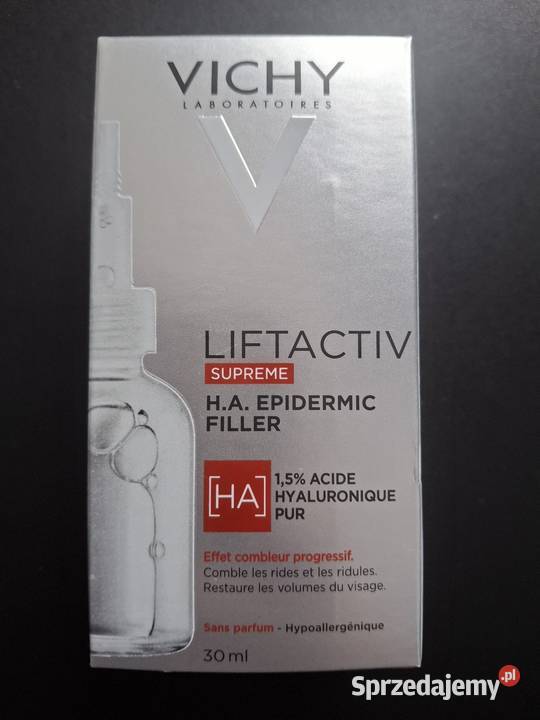 VICHY
LABORATOIRES
LIFTACTIV
SUPREME
H.A. EPIDERMIC
FILLER
[HA]
1,5% ACIDE
HYALURONIQUE
PUR
Effet combleur progressif.
Comble les rides et les ridules.
Restaure les volumes du visage.
Sans parfum - Hypoallergénique
30 ml
Sprzedajemy.pl